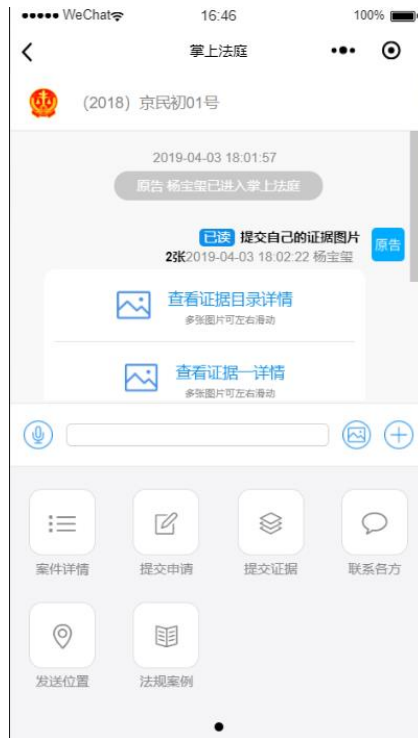 WeChat 16:46 100%
掌上法庭
（2018）京民初01号
2019-04-03 18:01:57
原告 杨宝玺已进入掌上法庭
已读 提交自己的证据图片
2张2019-04-03 18:02:22 杨宝玺
原告
查看证据目录详情
多张图片可左右滑动
查看证据一详情
多张图片可左右滑动
案件详情 提交申请 提交证据 联系各方
发送位置 法规案例